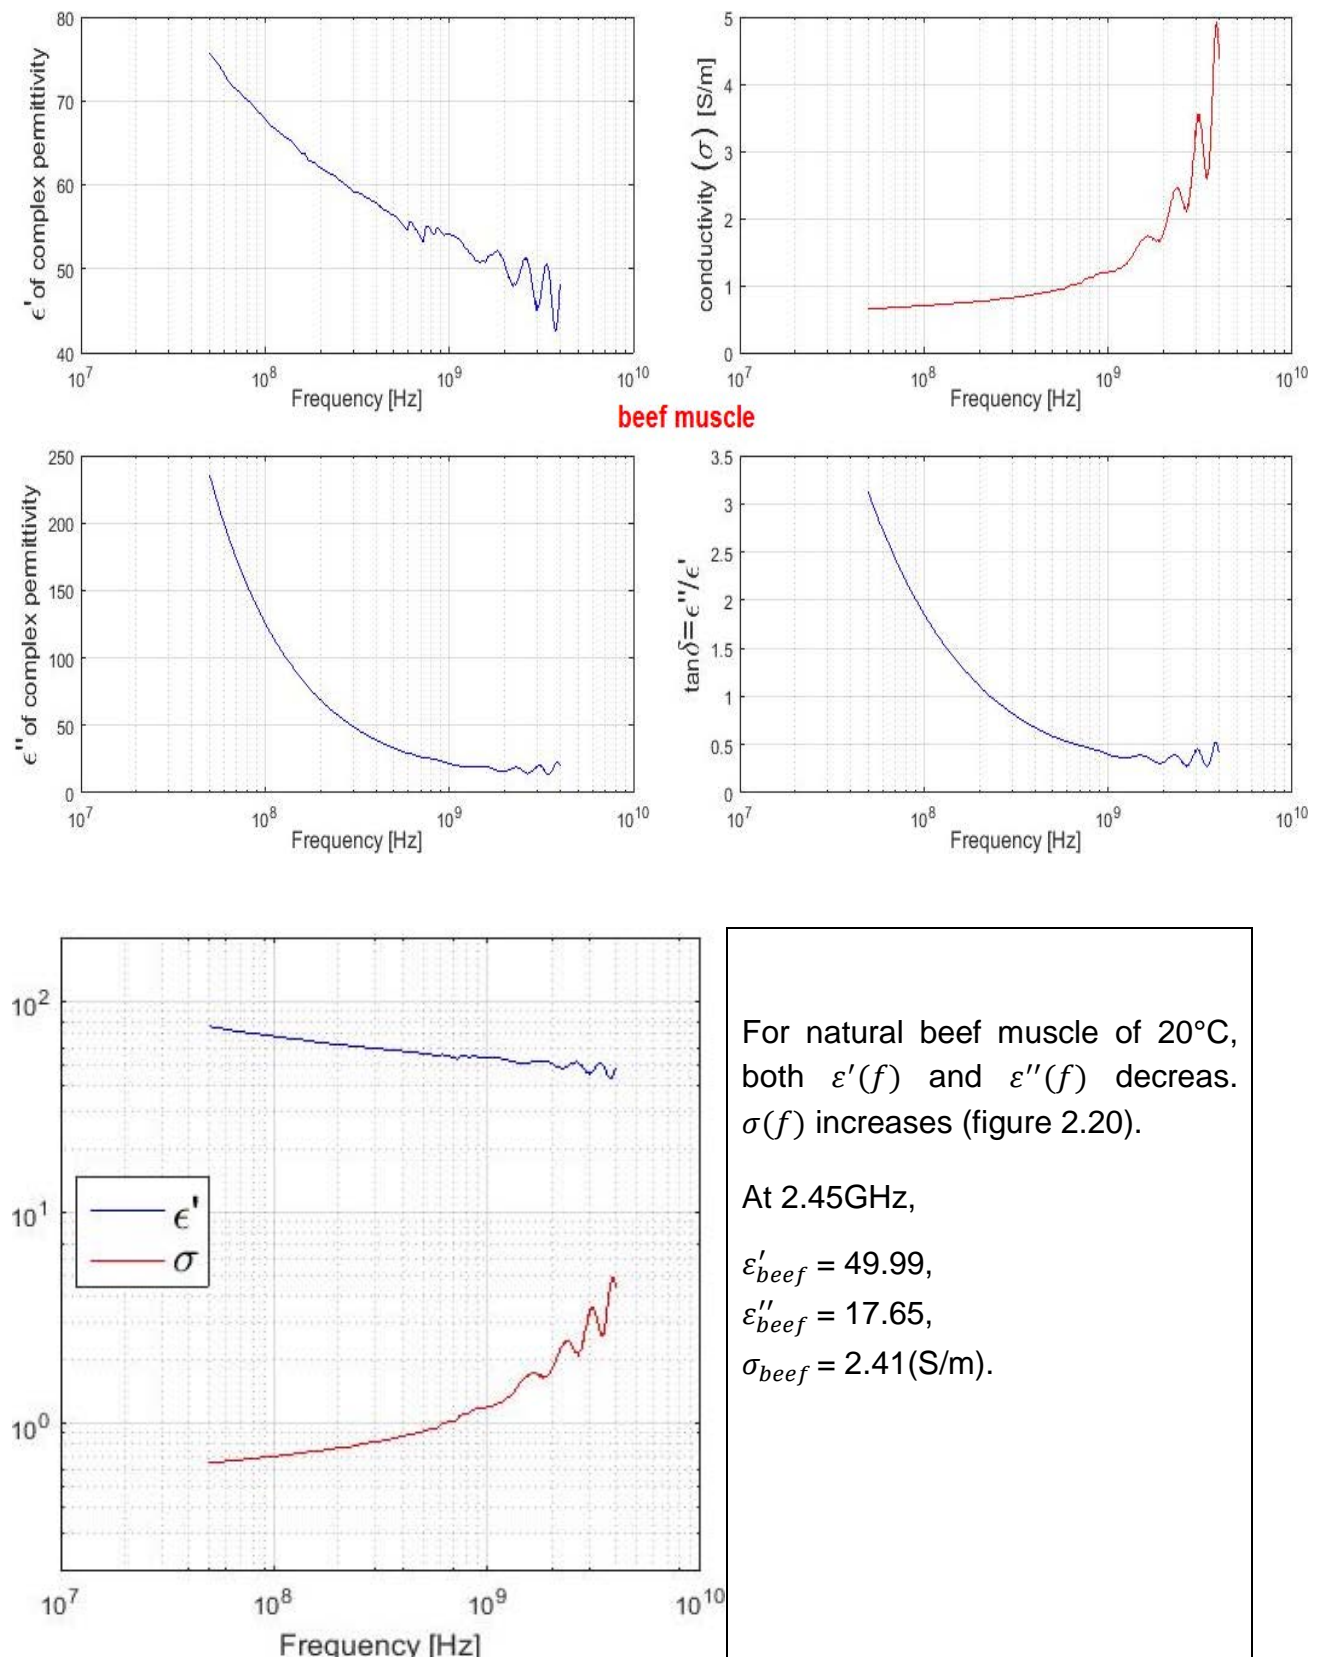 80
70
60
50
40
ϵ' of complex permittivity
10^7
10^8
10^9
10^10
Frequency [Hz]
5
4
3
2
1
0
conductivity (σ) [S/m]
10^7
10^8
10^9
10^10
Frequency [Hz]
beef muscle
250
200
150
100
50
0
ϵ'' of complex permittivity
10^7
10^8
10^9
10^10
Frequency [Hz]
3.5
3
2.5
2
1.5
1
0.5
0
tanδ=ϵ''/ϵ'
10^7
10^8
10^9
10^10
Frequency [Hz]
10^2
10^1
10^0
ϵ'
σ
10^7
10^8
10^9
10^10
Frequency [Hz]
For natural beef muscle of 20°C,
both ε′(f) and ε′′(f) decreas.
σ(f) increases (figure 2.20).
At 2.45GHz,
ε′beef = 49.99,
ε′′beef = 17.65,
σbeef = 2.41(S/m).